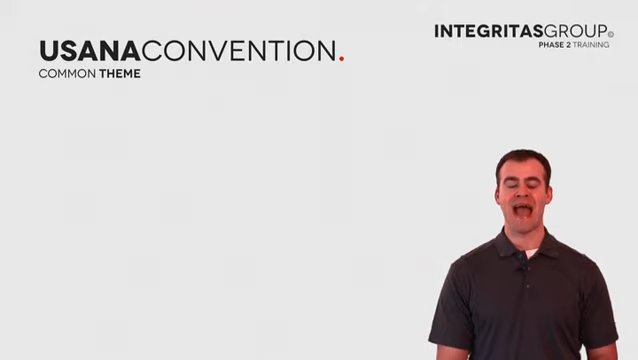 USANACONVENTION.
COMMON THEME
INTEGRITASGROUP©
PHASE 2 TRAINING